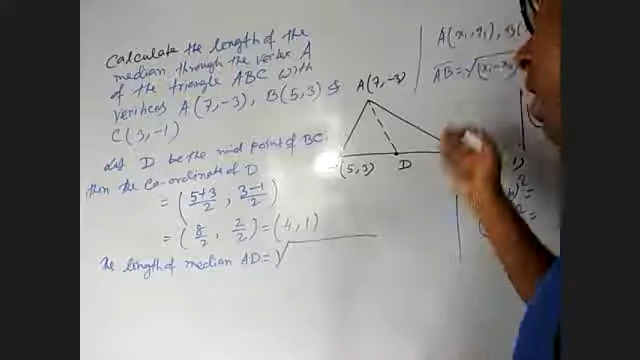 Calculate the length of the
median through the vertex A
of the triangle ABC with
vertices A(7,-3), B(5,3) &
C(3,-1)
Let D be the mid point of BC.
then the co-ordinate of D
= (5+3/2, 3-1/2)
= (8/2, 2/2) = (4,1)
The length of median AD = √
A(7,-3)
(5,3)
D
A(x₁,y₁), B(
AB = √(x₁-x₂)